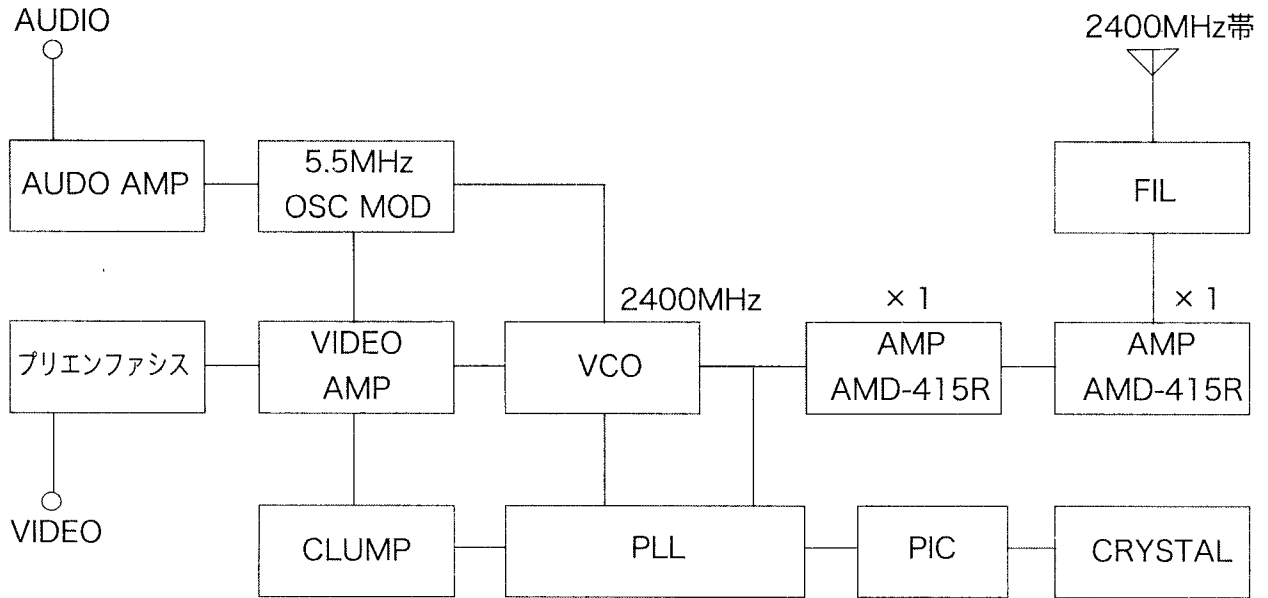 AUDIO
2400MHz帯
AUDO AMP
5.5MHz
OSC MOD
FIL
2400MHz
× 1
× 1
プリエンファシス
VIDEO
AMP
VCO
AMP
AMD-415R
AMP
AMD-415R
VIDEO
CLUMP
PLL
PIC
CRYSTAL